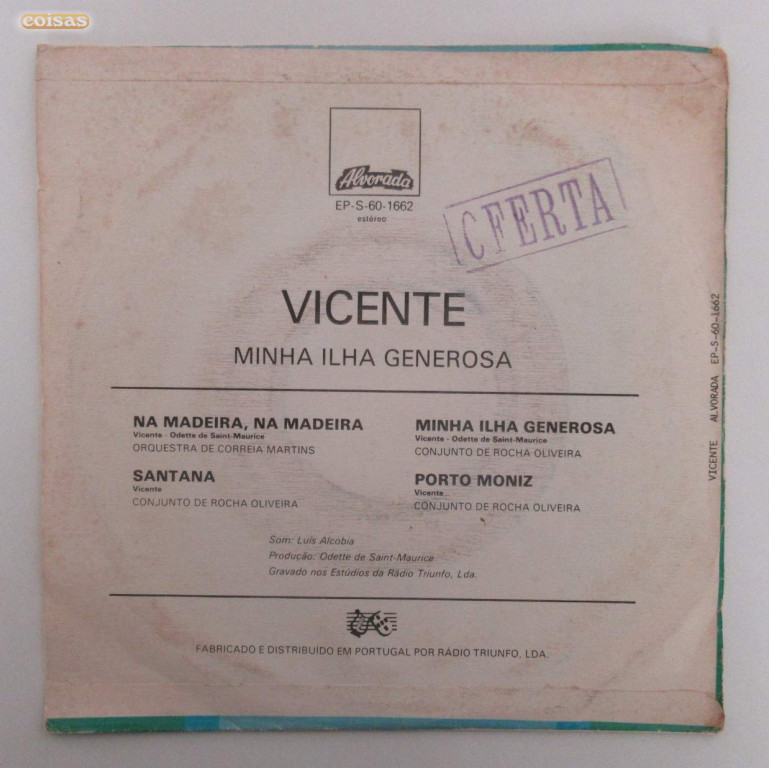 coisas
Alvorada
EP-S-60-1662
estéreo
CFERTA
VICENTE
MINHA ILHA GENEROSA
NA MADEIRA, NA MADEIRA
Vicente - Odette de Saint-Maurice
ORQUESTRA DE CORREIA MARTINS
SANTANA
Vicente
CONJUNTO DE ROCHA OLIVEIRA
MINHA ILHA GENEROSA
Vicente - Odette de Saint-Maurice
CONJUNTO DE ROCHA OLIVEIRA
PORTO MONIZ
Vicente
CONJUNTO DE ROCHA OLIVEIRA
Som: Luís Alcobia
Produção: Odette de Saint-Maurice
Gravado nos Estúdios da Rádio Triunfo, Lda.
FABRICADO E DISTRIBUÍDO EM PORTUGAL POR RÁDIO TRIUNFO, LDA.
VICENTE ALVORADA EP-S-60-1662